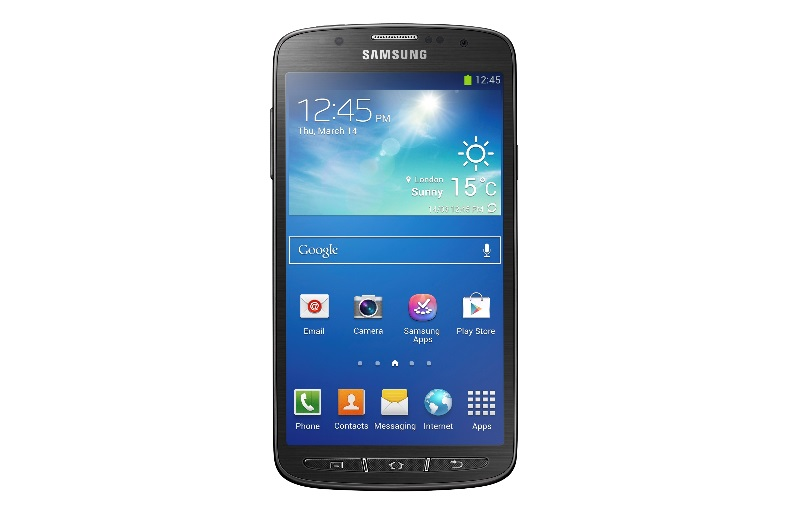 SAMSUNG
12:45
12:45 PM
Thu, March 14
London
Sunny 15°C
Google
Email Camera Samsung Apps Play Store
Phone Contacts Messaging Internet Apps